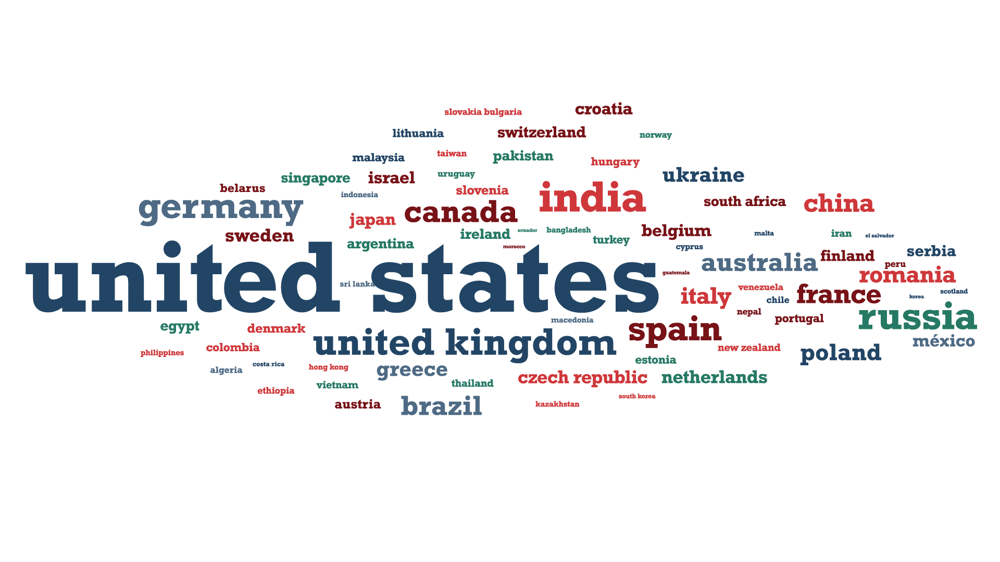 croatia
slovakia bulgaria
switzerland
lithuania
norway
taiwan
pakistan
malaysia
hungary
uruguay
ukraine
singapore
israel
belarus
slovenia
indonesia
india
south africa
china
germany
canada
japan
ecuador
bangladesh
belgium
malta
iran
sweden
ireland
el salvador
turkey
argentina
morocco
cyprus
serbia
finland
australia
peru
guatemala
romania
united states
sri lanka
venezuela
scotland
france
italy
korea
chile
nepal
russia
portugal
macedonia
egypt
denmark
spain
méxico
united kingdom
colombia
new zealand
philippines
poland
estonia
costa rica
hong kong
algeria
greece
czech republic
netherlands
thailand
vietnam
ethiopia
south korea
austria
kazakhstan
brazil